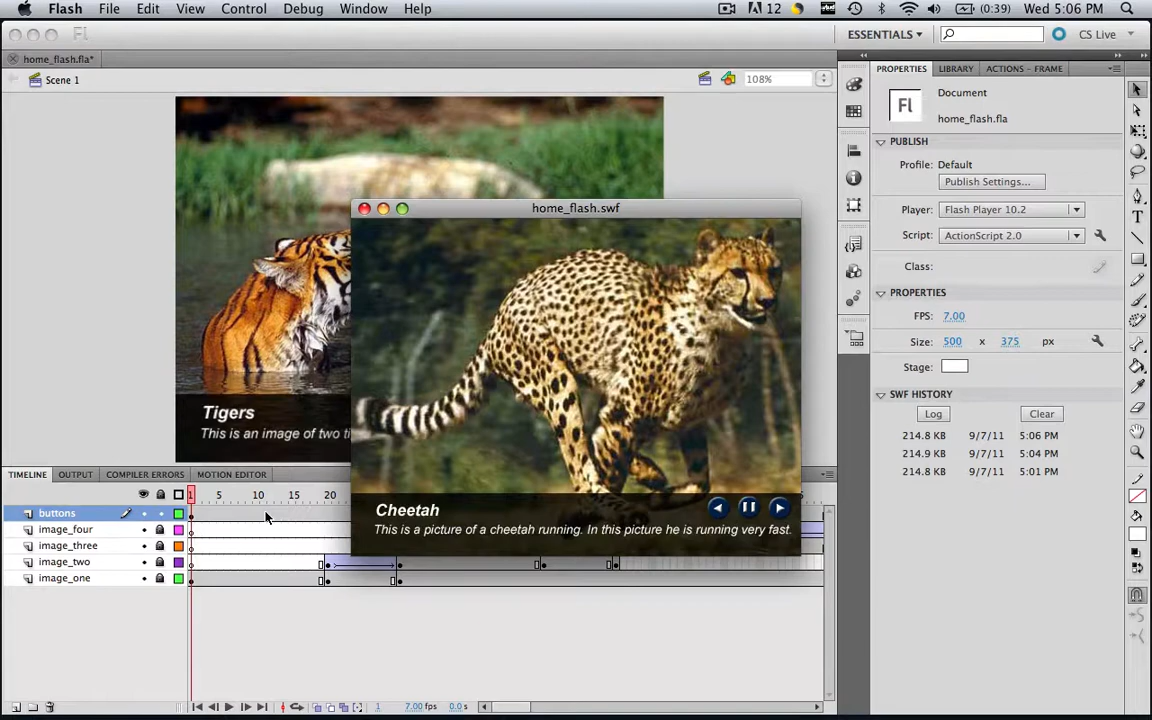 Flash File Edit View Control Debug Window Help 12 (0:39) Wed 5:06 PM
Fl ESSENTIALS CS Live
home_flash.fla*
Scene 1 108%
PROPERTIES LIBRARY ACTIONS - FRAME
Fl Document
home_flash.fla
PUBLISH
Profile: Default
Publish Settings...
Player: Flash Player 10.2
Script: ActionScript 2.0
Class:
PROPERTIES
FPS: 7.00
Size: 500 x 375 px
Stage:
SWF HISTORY
Log Clear
214.8 KB 9/7/11 5:06 PM
214.9 KB 9/7/11 5:04 PM
214.8 KB 9/7/11 5:01 PM
home_flash.swf
Tigers
This is an image of two ti
Cheetah
This is a picture of a cheetah running. In this picture he is running very fast.
TIMELINE OUTPUT COMPILER ERRORS MOTION EDITOR
1 5 10 15 20
buttons
image_four
image_three
image_two
image_one
1 7.00 fps 0.0 s